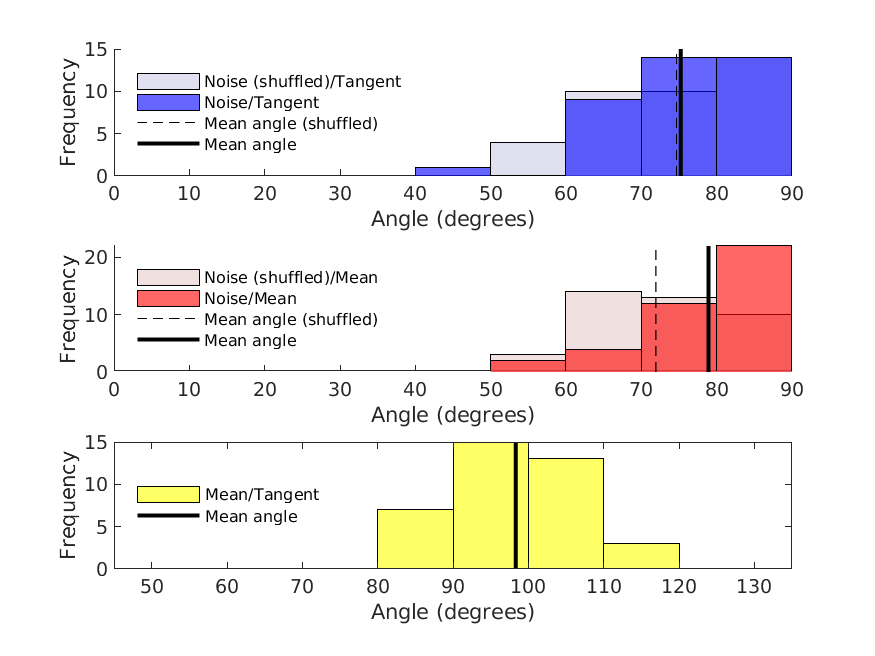 15
10
5
0
Frequency
Noise (shuffled)/Tangent
Noise/Tangent
Mean angle (shuffled)
Mean angle
0 10 20 30 40 50 60 70 80 90
Angle (degrees)
20
10
0
Frequency
Noise (shuffled)/Mean
Noise/Mean
Mean angle (shuffled)
Mean angle
0 10 20 30 40 50 60 70 80 90
Angle (degrees)
15
10
5
0
Frequency
Mean/Tangent
Mean angle
50 60 70 80 90 100 110 120 130
Angle (degrees)